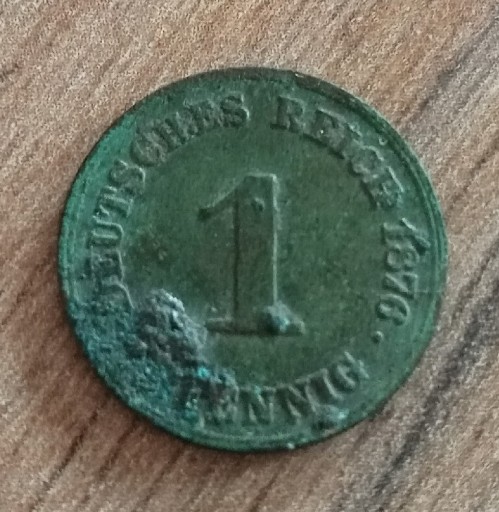 DEUTSCHES REICH 1876 .
1
PFENNIG